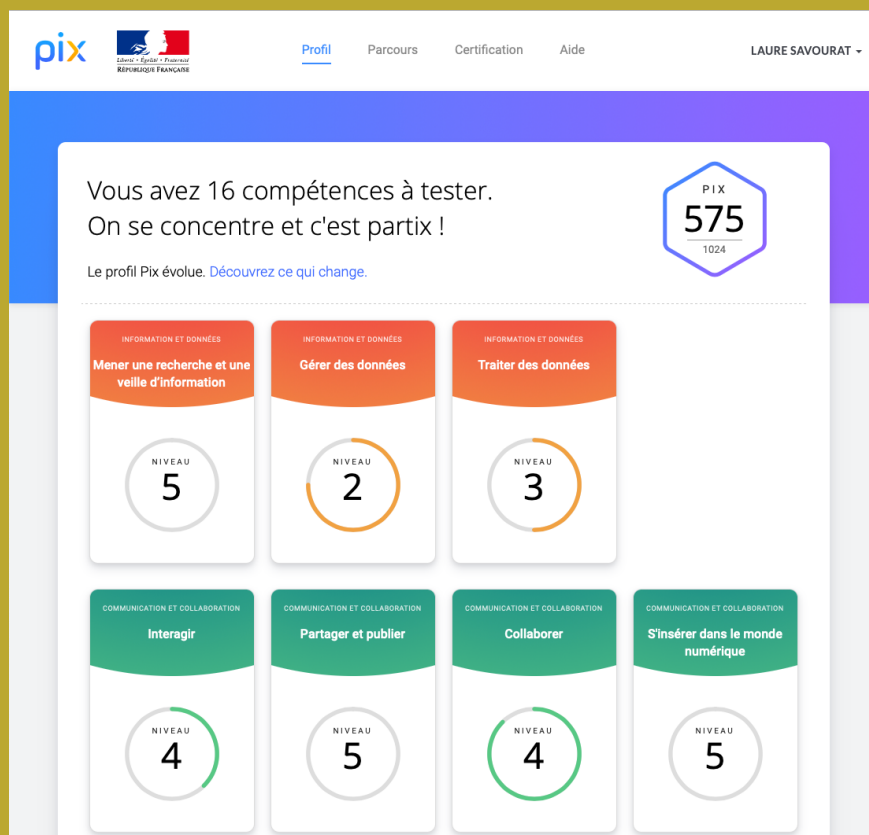 pix
Liberté • Égalité • Fraternité
RÉPUBLIQUE FRANÇAISE
Profil
Parcours
Certification
Aide
LAURE SAVOURAT
Vous avez 16 compétences à tester.
On se concentre et c'est partix !
Le profil Pix évolue. Découvrez ce qui change.
PIX
575
1024
INFORMATION ET DONNÉES
Mener une recherche et une
veille d’information
NIVEAU
5
INFORMATION ET DONNÉES
Gérer des données
NIVEAU
2
INFORMATION ET DONNÉES
Traiter des données
NIVEAU
3
COMMUNICATION ET COLLABORATION
Interagir
NIVEAU
4
COMMUNICATION ET COLLABORATION
Partager et publier
NIVEAU
5
COMMUNICATION ET COLLABORATION
Collaborer
NIVEAU
4
COMMUNICATION ET COLLABORATION
S'insérer dans le monde
numérique
NIVEAU
5